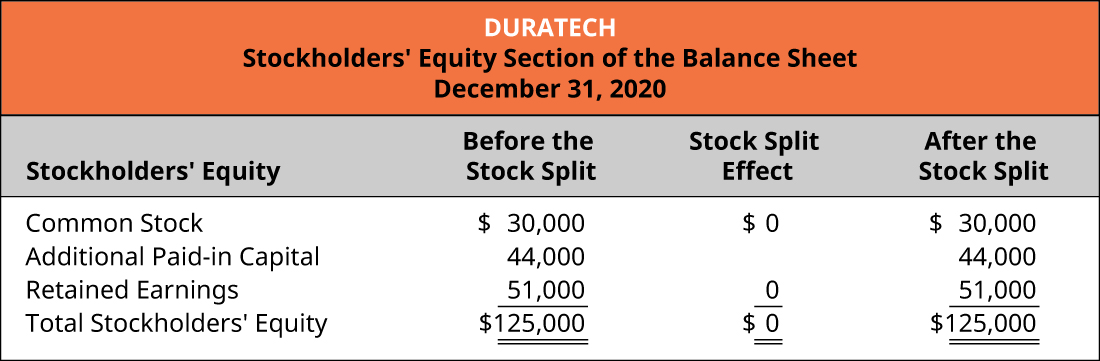 DURATECH
Stockholders' Equity Section of the Balance Sheet
December 31, 2020
Before the Stock Split After the
Stockholders' Equity Stock Split Effect Stock Split
Common Stock $ 30,000 $ 0 $ 30,000
Additional Paid-in Capital 44,000 44,000
Retained Earnings 51,000 0 51,000
Total Stockholders' Equity $125,000 $ 0 $125,000